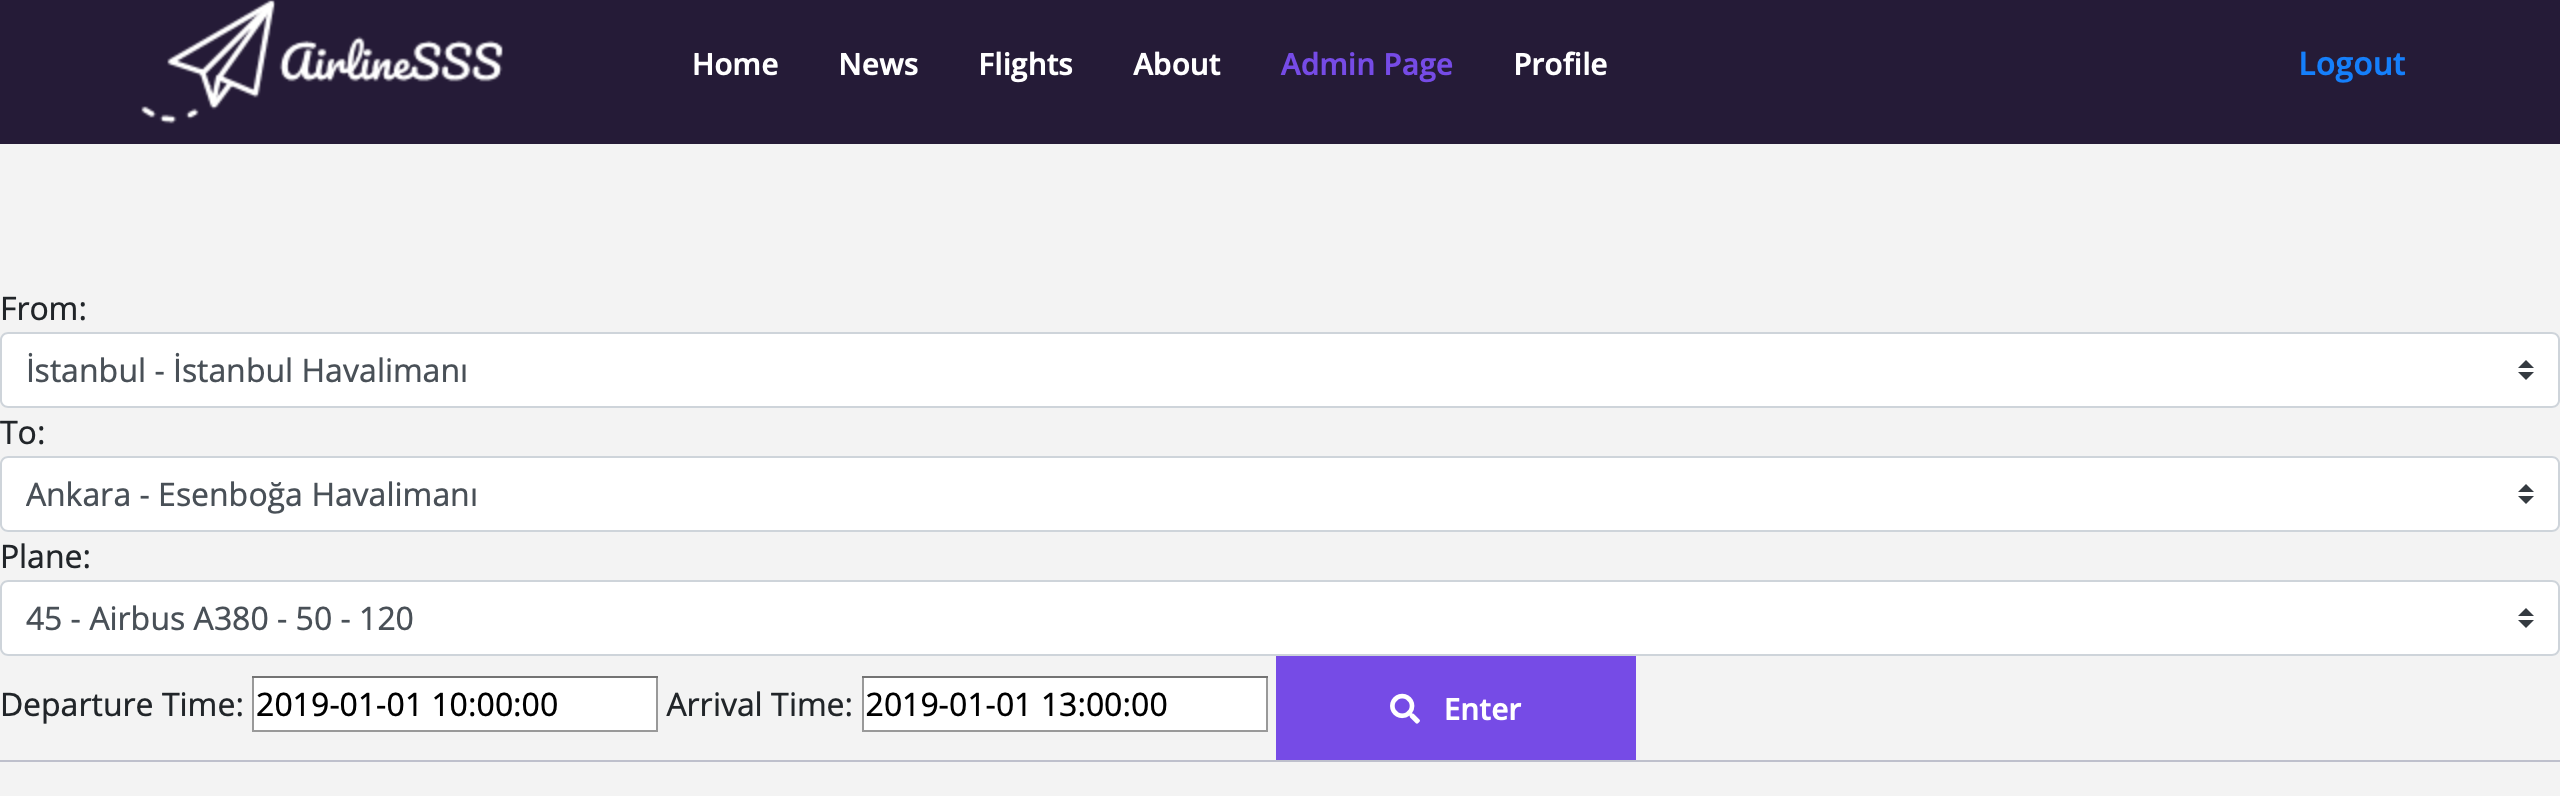 AirlineSSS Home News Flights About Admin Page Profile Logout
From:
İstanbul - İstanbul Havalimanı
To:
Ankara - Esenboğa Havalimanı
Plane:
45 - Airbus A380 - 50 - 120
Departure Time: 2019-01-01 10:00:00 Arrival Time: 2019-01-01 13:00:00 Enter